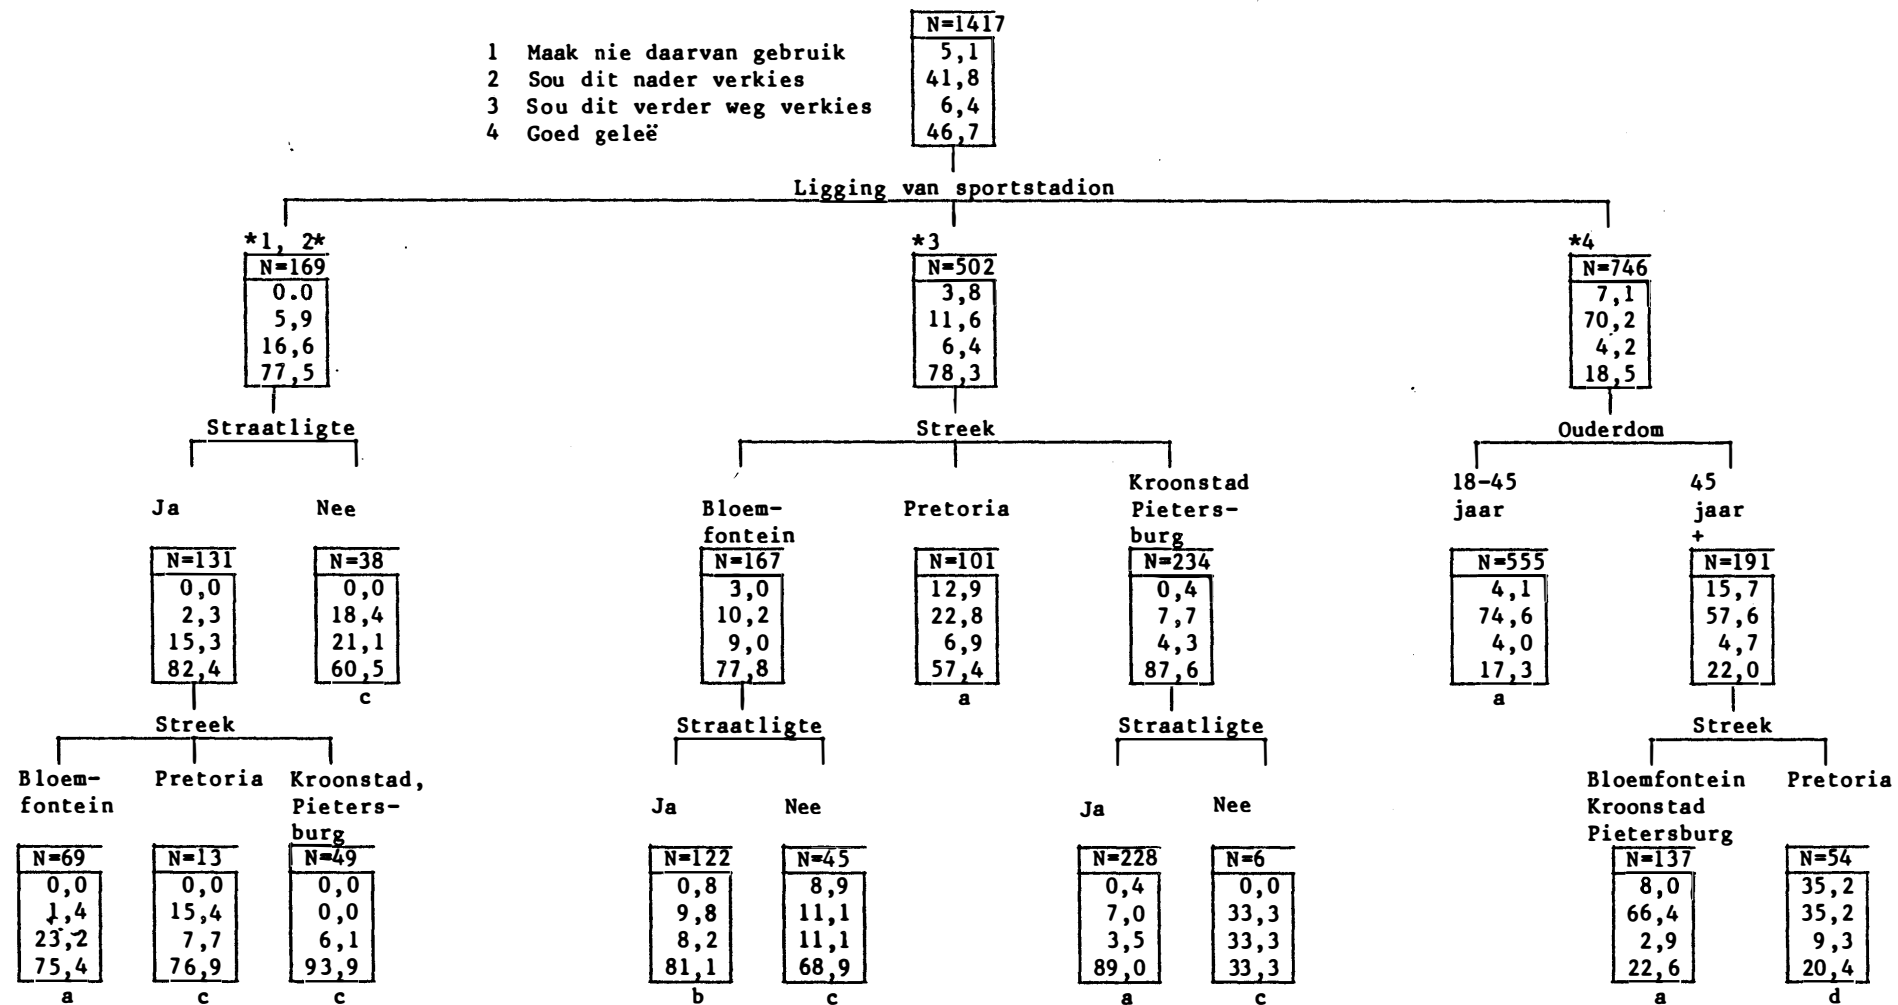 N=1417
1 Maak nie daarvan gebruik 5,1
2 Sou dit nader verkies 41,8
3 Sou dit verder weg verkies 6,4
4 Goed geleë 46,7
Ligging van sportstadion
*1, 2* *3 *4
N=169 N=502 N=746
0.0 3,8 7,1
5,9 11,6 70,2
16,6 6,4 4,2
77,5 78,3 18,5
Straatligte Streek Ouderdom
Kroonstad 18-45 45
Ja Nee Bloem- Pretoria Pieters- jaar jaar
fontein burg +
N=131 N=38 N=167 N=101 N=234 N=555 N=191
0,0 0,0 3,0 12,9 0,4 4,1 15,7
2,3 18,4 10,2 22,8 7,7 74,6 57,6
15,3 21,1 9,0 6,9 4,3 4,0 4,7
82,4 60,5 77,8 57,4 87,6 17,3 22,0
c a a
Streek Straatligte Straatligte Streek
Bloem- Pretoria Kroonstad, Bloemfontein Pretoria
fontein Pieters- Ja Nee Ja Nee Kroonstad
burg Pietersburg
N=69 N=13 N=49 N=122 N=45 N=228 N=6 N=137 N=54
0,0 0,0 0,0 0,8 8,9 0,4 0,0 8,0 35,2
1,4 15,4 0,0 9,8 11,1 7,0 33,3 66,4 35,2
23,2 7,7 6,1 8,2 11,1 3,5 33,3 2,9 9,3
75,4 76,9 93,9 81,1 68,9 89,0 33,3 22,6 20,4
a c c b c a c a d